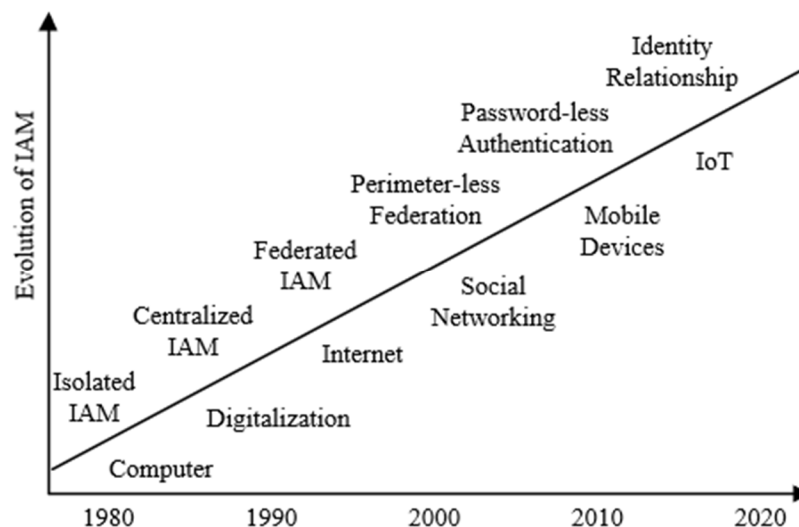 Identity
Relationship
Password-less
Authentication
IoT
Perimeter-less
Federation
Mobile
Devices
Federated
IAM
Social
Networking
Centralized
IAM
Internet
Isolated
IAM
Digitalization
Computer
Evolution of IAM
1980
1990
2000
2010
2020